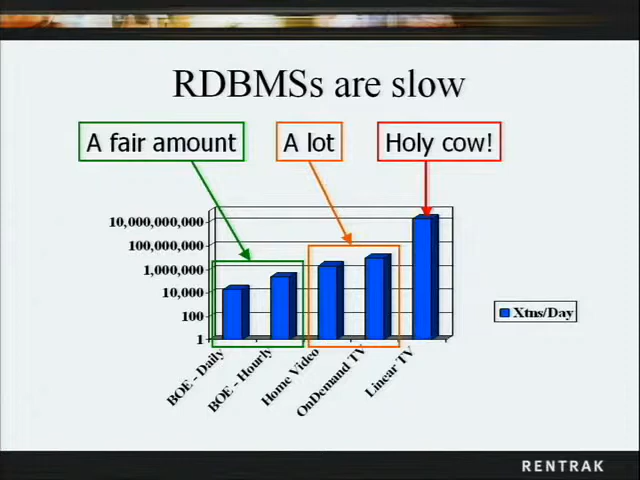 RDBMSs are slow
A fair amount
A lot
Holy cow!
10,000,000,000
100,000,000
1,000,000
10,000
100
1
Xtns/Day
BOE - Daily
BOE - Hourly
Home Video
OnDemand TV
Linear TV
RENTRAK